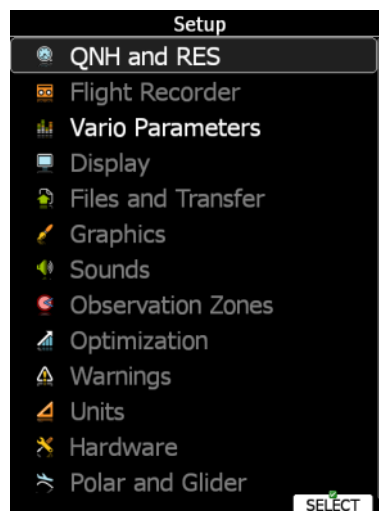 Setup
QNH and RES
Flight Recorder
Vario Parameters
Display
Files and Transfer
Graphics
Sounds
Observation Zones
Optimization
Warnings
Units
Hardware
Polar and Glider
SELECT